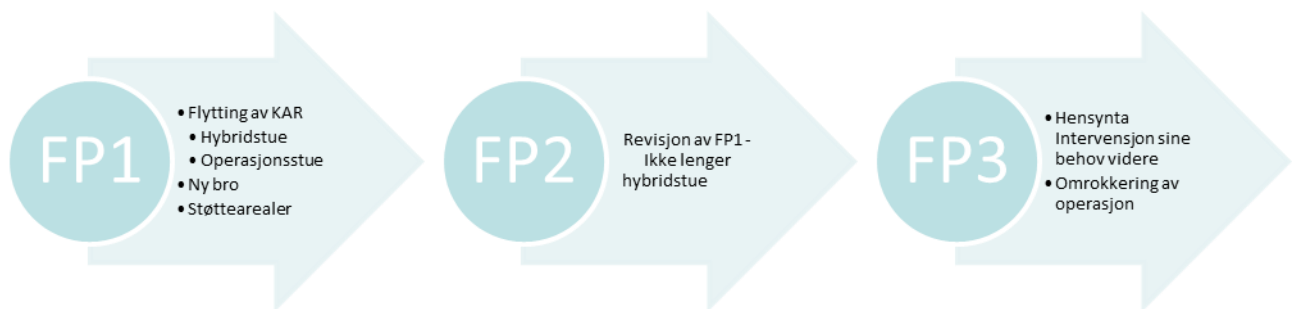 FP1
• Flytting av KAR
• Hybridstue
• Operasjonsstue
• Ny bro
• Støttearealer
FP2
Revisjon av FP1 -
Ikke lenger
hybridstue
FP3
• Hensynta
Intervensjon sine
behov videre
• Omrokkering av
operasjon